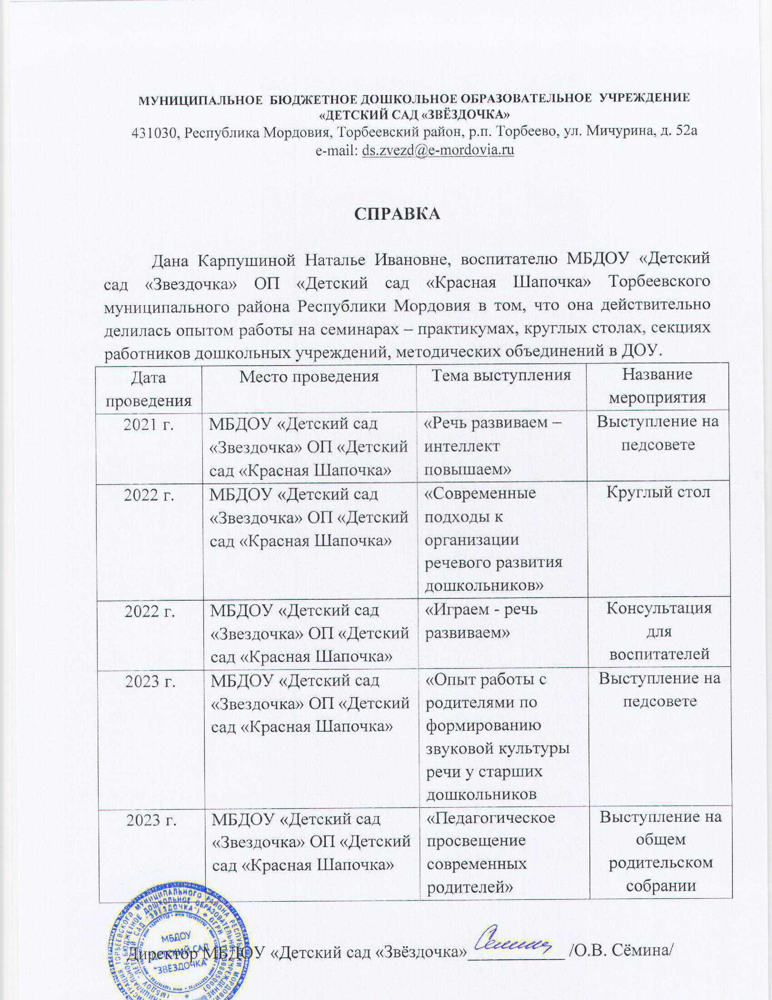 МУНИЦИПАЛЬНОЕ БЮДЖЕТНОЕ ДОШКОЛЬНОЕ ОБРАЗОВАТЕЛЬНОЕ УЧРЕЖДЕНИЕ
«ДЕТСКИЙ САД «ЗВЁЗДОЧКА»
431030, Республика Мордовия, Торбеевский район, р.п. Торбеево, ул. Мичурина, д. 52а
e-mail: ds.zvezd@e-mordovia.ru
СПРАВКА
Дана Карпушиной Наталье Ивановне, воспитателю МБДОУ «Детский
сад «Звездочка» ОП «Детский сад «Красная Шапочка» Торбеевского
муниципального района Республики Мордовия в том, что она действительно
делилась опытом работы на семинарах – практикумах, круглых столах, секциях
работников дошкольных учреждений, методических объединений в ДОУ.
Дата
проведения
Место проведения
Тема выступления
Название
мероприятия
2021 г.
МБДОУ «Детский сад
«Звездочка» ОП «Детский
сад «Красная Шапочка»
«Речь развиваем –
интеллект
повышаем»
Выступление на
педсовете
2022 г.
МБДОУ «Детский сад
«Звездочка» ОП «Детский
сад «Красная Шапочка»
«Современные
подходы к
организации
речевого развития
дошкольников»
Круглый стол
2022 г.
МБДОУ «Детский сад
«Звездочка» ОП «Детский
сад «Красная Шапочка»
«Играем - речь
развиваем»
Консультация
для
воспитателей
2023 г.
МБДОУ «Детский сад
«Звездочка» ОП «Детский
сад «Красная Шапочка»
«Опыт работы с
родителями по
формированию
звуковой культуры
речи у старших
дошкольников
Выступление на
педсовете
2023 г.
МБДОУ «Детский сад
«Звездочка» ОП «Детский
сад «Красная Шапочка»
«Педагогическое
просвещение
современных
родителей»
Выступление на
общем
родительском
собрании
Директор МБДОУ «Детский сад «Звёздочка»___________ /О.В. Сёмина/
МБДОУ
"ДЕТСКИЙ САД
"ЗВЁЗДОЧКА"